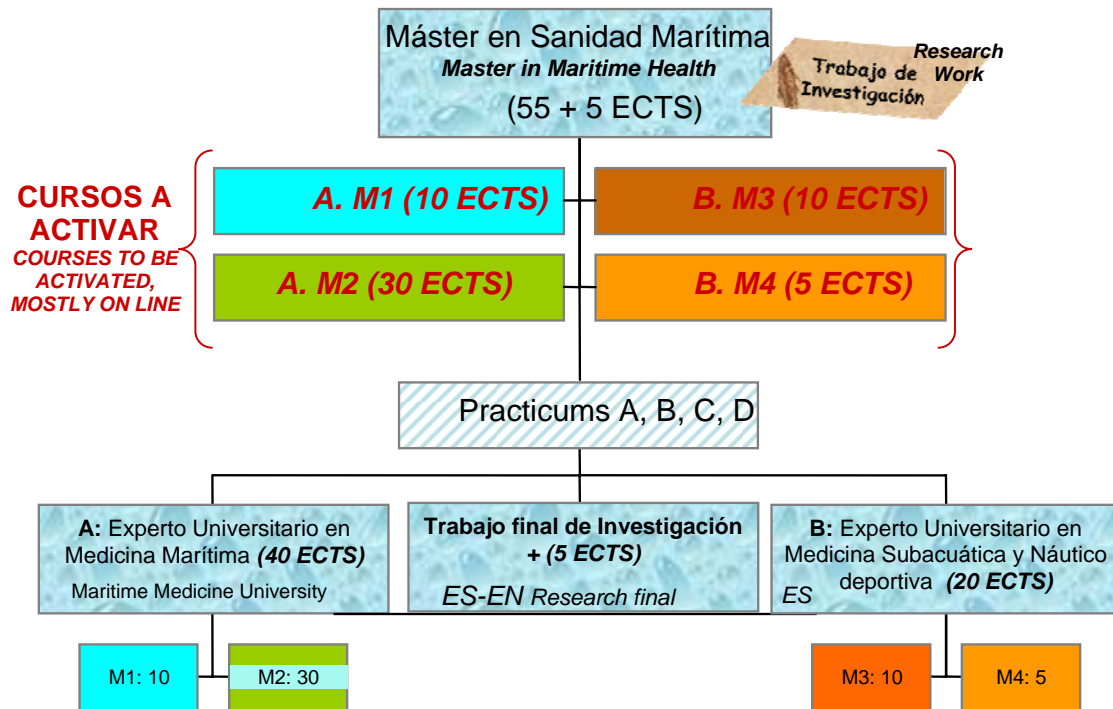 Máster en Sanidad Marítima
Master in Maritime Health
(55 + 5 ECTS)
Research
Work
Trabajo de
Investigación
CURSOS A
ACTIVAR
COURSES TO BE
ACTIVATED,
MOSTLY ON LINE
A. M1 (10 ECTS)
B. M3 (10 ECTS)
A. M2 (30 ECTS)
B. M4 (5 ECTS)
Practicums A, B, C, D
A: Experto Universitario en
Medicina Marítima (40 ECTS)
Maritime Medicine University
Trabajo final de Investigación
+ (5 ECTS)
ES-EN Research final
B: Experto Universitario en
Medicina Subacuática y Náutico
deportiva (20 ECTS)
ES
M1: 10
M2: 30
M3: 10
M4: 5